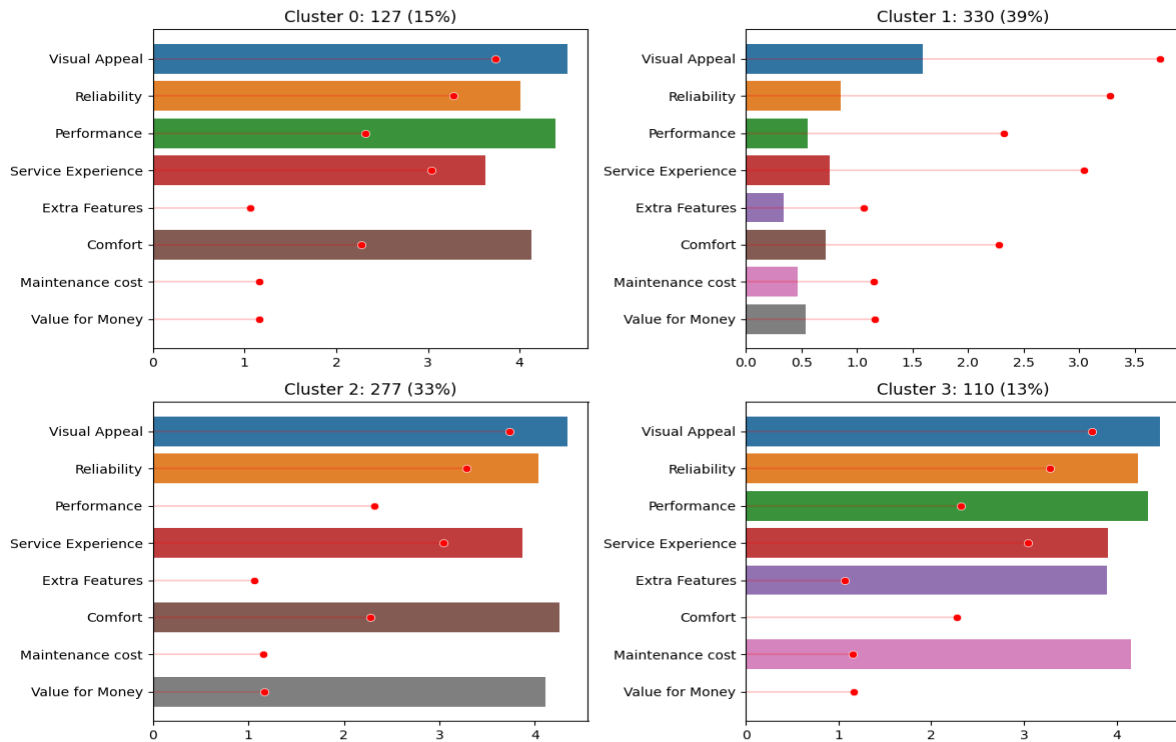 Cluster 0: 127 (15%)
Visual Appeal
Reliability
Performance
Service Experience
Extra Features
Comfort
Maintenance cost
Value for Money
0 1 2 3 4
Cluster 1: 330 (39%)
Visual Appeal
Reliability
Performance
Service Experience
Extra Features
Comfort
Maintenance cost
Value for Money
0.0 0.5 1.0 1.5 2.0 2.5 3.0 3.5
Cluster 2: 277 (33%)
Visual Appeal
Reliability
Performance
Service Experience
Extra Features
Comfort
Maintenance cost
Value for Money
0 1 2 3 4
Cluster 3: 110 (13%)
Visual Appeal
Reliability
Performance
Service Experience
Extra Features
Comfort
Maintenance cost
Value for Money
0 1 2 3 4